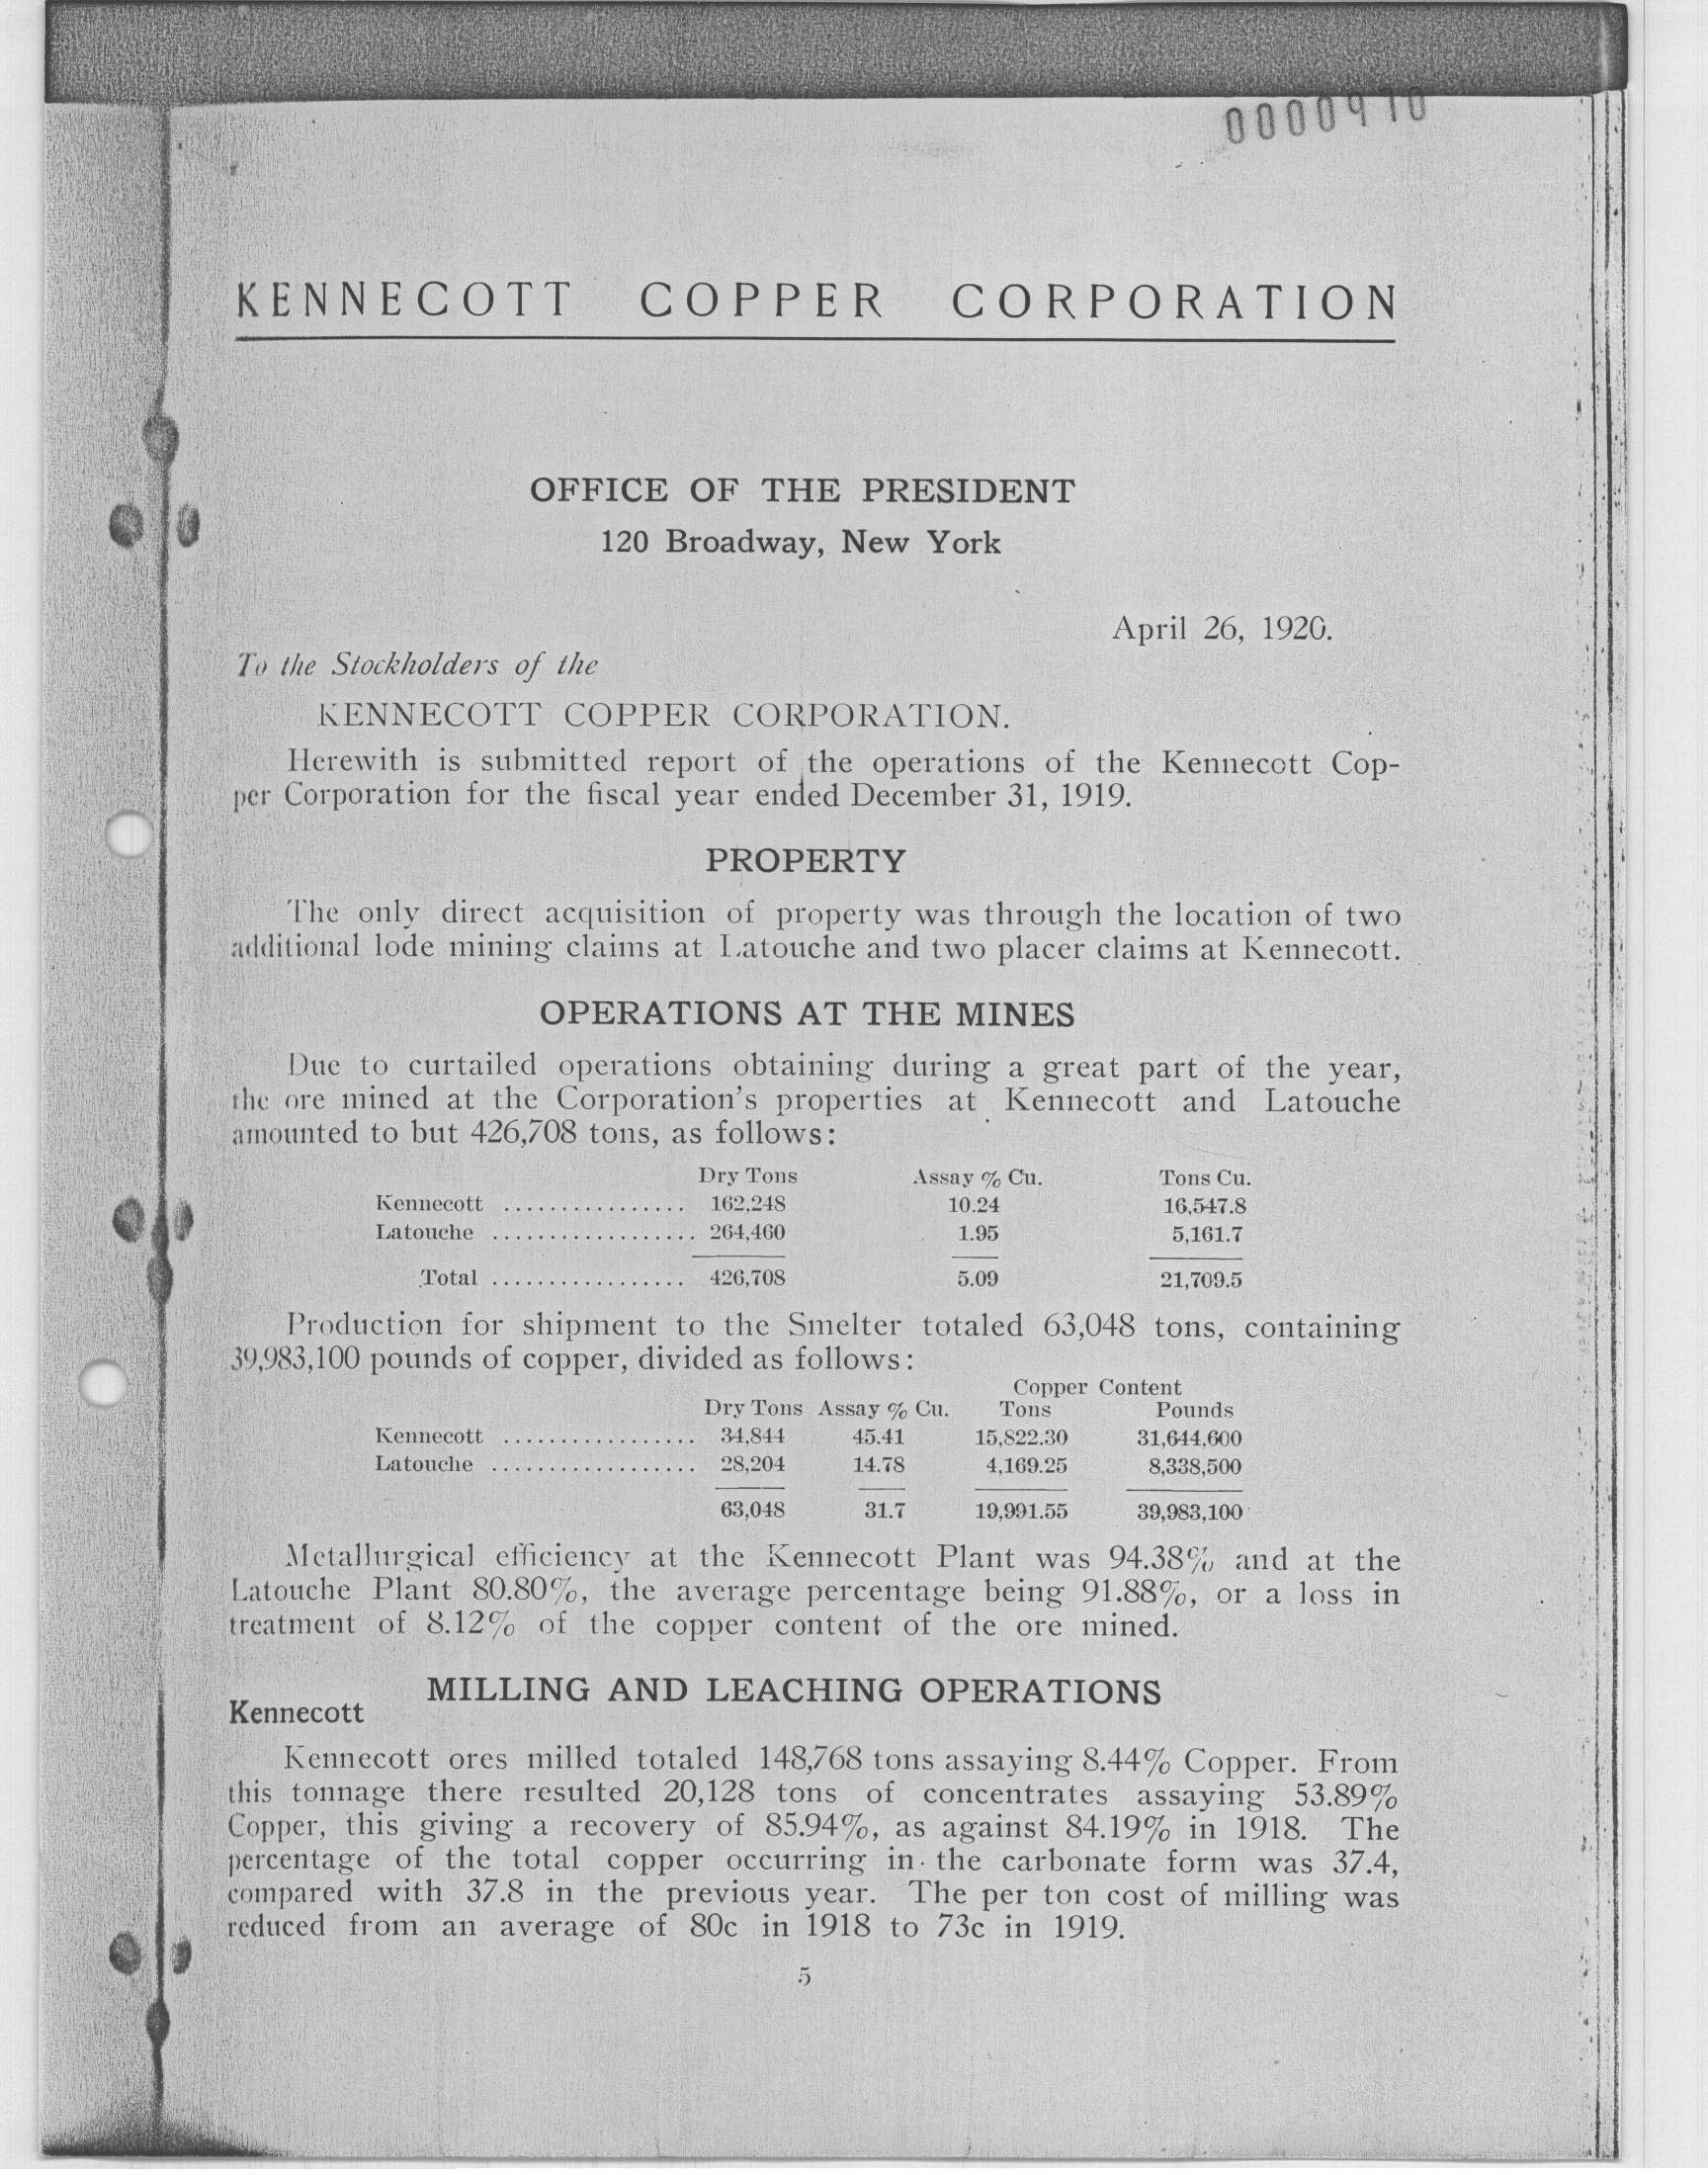 0000910
KENNECOTT COPPER CORPORATION
OFFICE OF THE PRESIDENT
120 Broadway, New York
April 26, 1920.
To the Stockholders of the
KENNECOTT COPPER CORPORATION.
Herewith is submitted report of the operations of the Kennecott Cop-
per Corporation for the fiscal year ended December 31, 1919.
PROPERTY
The only direct acquisition of property was through the location of two
additional lode mining claims at Latouche and two placer claims at Kennecott.
OPERATIONS AT THE MINES
Due to curtailed operations obtaining during a great part of the year,
the ore mined at the Corporation's properties at Kennecott and Latouche
amounted to but 426,708 tons, as follows:
Dry Tons Assay % Cu. Tons Cu.
Kennecott ................ 162,248 10.24 16,547.8
Latouche .................. 264,460 1.95 5,161.7
Total ................. 426,708 5.09 21,709.5
Production for shipment to the Smelter totaled 63,048 tons, containing
39,983,100 pounds of copper, divided as follows:
Copper Content
Dry Tons Assay % Cu. Tons Pounds
Kennecott ................. 34,844 45.41 15,822.30 31,644,600
Latouche .................. 28,204 14.78 4,169.25 8,338,500
63,048 31.7 19,991.55 39,983,100
Metallurgical efficiency at the Kennecott Plant was 94.38% and at the
Latouche Plant 80.80%, the average percentage being 91.88%, or a loss in
treatment of 8.12% of the copper content of the ore mined.
MILLING AND LEACHING OPERATIONS
Kennecott
Kennecott ores milled totaled 148,768 tons assaying 8.44% Copper. From
this tonnage there resulted 20,128 tons of concentrates assaying 53.89%
Copper, this giving a recovery of 85.94%, as against 84.19% in 1918. The
percentage of the total copper occurring in the carbonate form was 37.4,
compared with 37.8 in the previous year. The per ton cost of milling was
reduced from an average of 80c in 1918 to 73c in 1919.
5